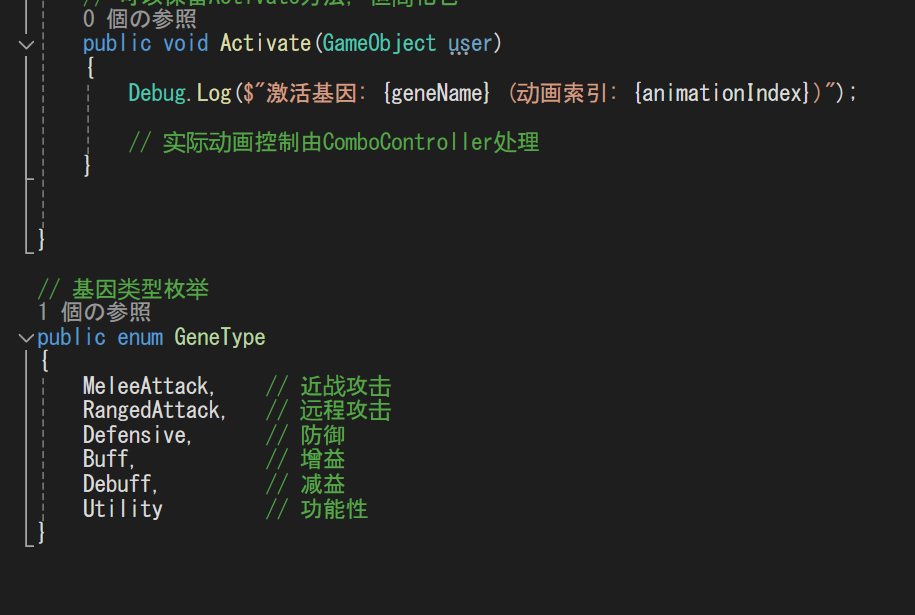 // 可以保留Activate方法，但简化它
0 個の参照
public void Activate(GameObject user)
{
Debug.Log($"激活基因: {geneName} (动画索引: {animationIndex})");
// 实际动画控制由ComboController处理
}
}
// 基因类型枚举
1 個の参照
public enum GeneType
{
MeleeAttack, // 近战攻击
RangedAttack, // 远程攻击
Defensive, // 防御
Buff, // 增益
Debuff, // 减益
Utility // 功能性
}